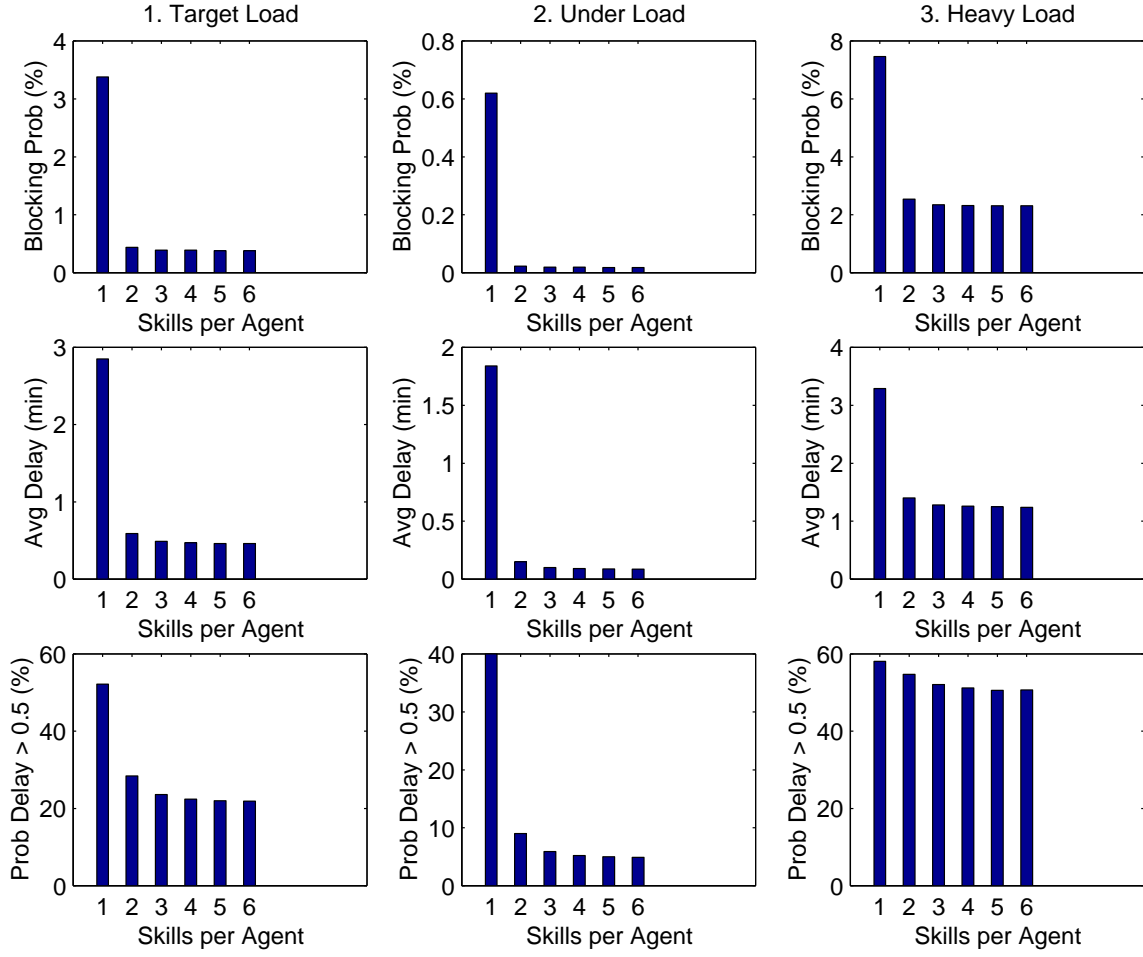 1. Target Load
2. Under Load
3. Heavy Load
4
3
2
1
0
Blocking Prob (%)
1 2 3 4 5 6
Skills per Agent
0.8
0.6
0.4
0.2
0
Blocking Prob (%)
1 2 3 4 5 6
Skills per Agent
8
6
4
2
0
Blocking Prob (%)
1 2 3 4 5 6
Skills per Agent
3
2
1
0
Avg Delay (min)
1 2 3 4 5 6
Skills per Agent
2
1.5
1
0.5
0
Avg Delay (min)
1 2 3 4 5 6
Skills per Agent
4
3
2
1
0
Avg Delay (min)
1 2 3 4 5 6
Skills per Agent
60
40
20
0
Prob Delay > 0.5 (%)
1 2 3 4 5 6
Skills per Agent
40
30
20
10
0
Prob Delay > 0.5 (%)
1 2 3 4 5 6
Skills per Agent
60
40
20
0
Prob Delay > 0.5 (%)
1 2 3 4 5 6
Skills per Agent